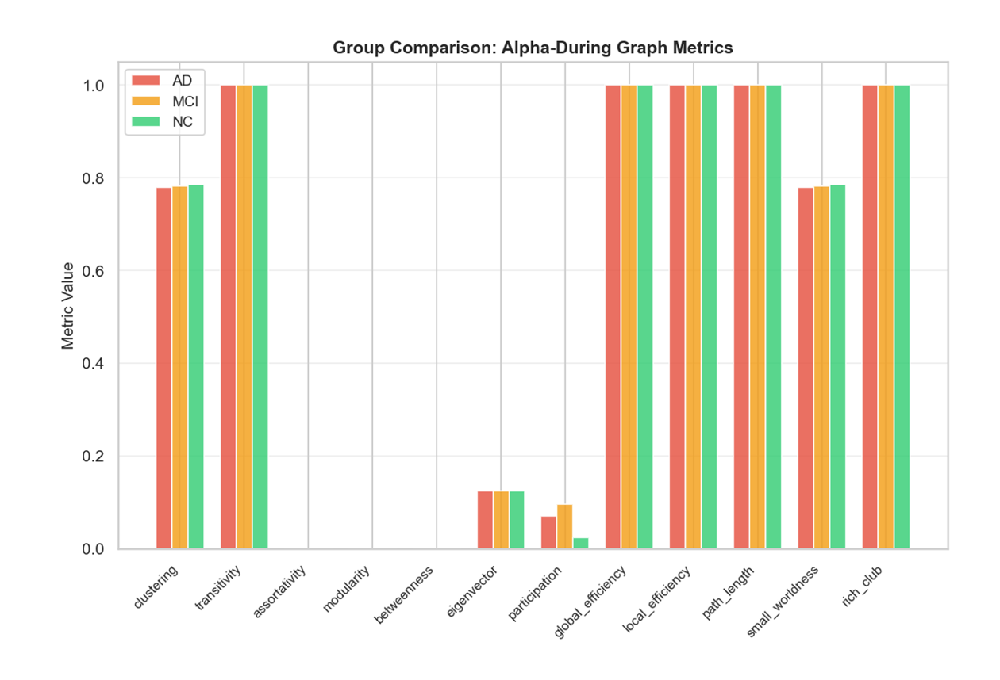 Group Comparison: Alpha-During Graph Metrics
AD
MCI
NC
Metric Value
1.0
0.8
0.6
0.4
0.2
0.0
clustering
transitivity
assortativity
modularity
betweenness
eigenvector
participation
global_efficiency
local_efficiency
path_length
small_worldness
rich_club